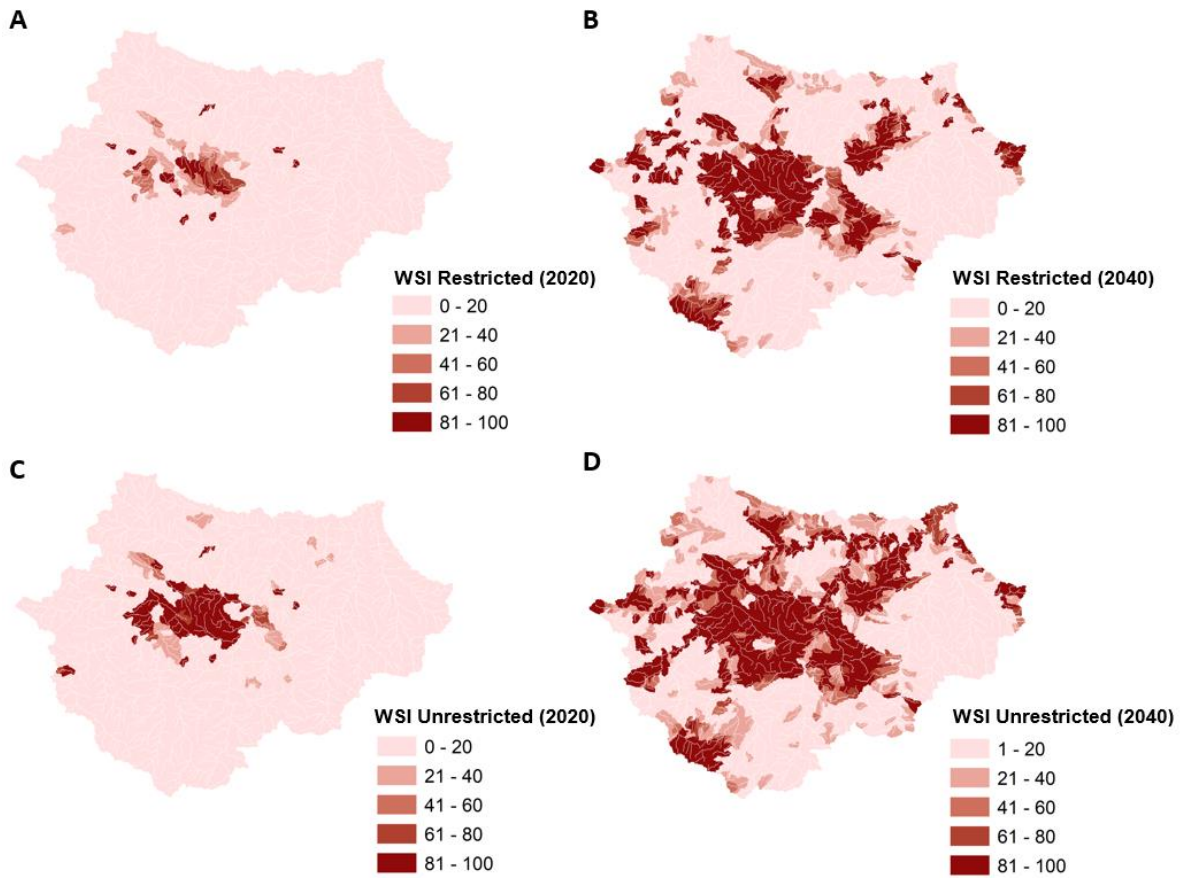 A
WSI Restricted (2020)
0 - 20
21 - 40
41 - 60
61 - 80
81 - 100
B
WSI Restricted (2040)
0 - 20
21 - 40
41 - 60
61 - 80
81 - 100
C
WSI Unrestricted (2020)
0 - 20
21 - 40
41 - 60
61 - 80
81 - 100
D
WSI Unrestricted (2040)
1 - 20
21 - 40
41 - 60
61 - 80
81 - 100